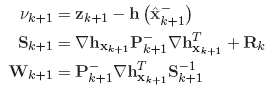 ν_{k+1} = z_{k+1} − h(x̂^−_{k+1})
S_{k+1} = ∇h_{x_{k+1}} P^−_{k+1} ∇h^T_{x_{k+1}} + R_k
W_{k+1} = P^−_{k+1} ∇h^T_{x_{k+1}} S^{−1}_{k+1}